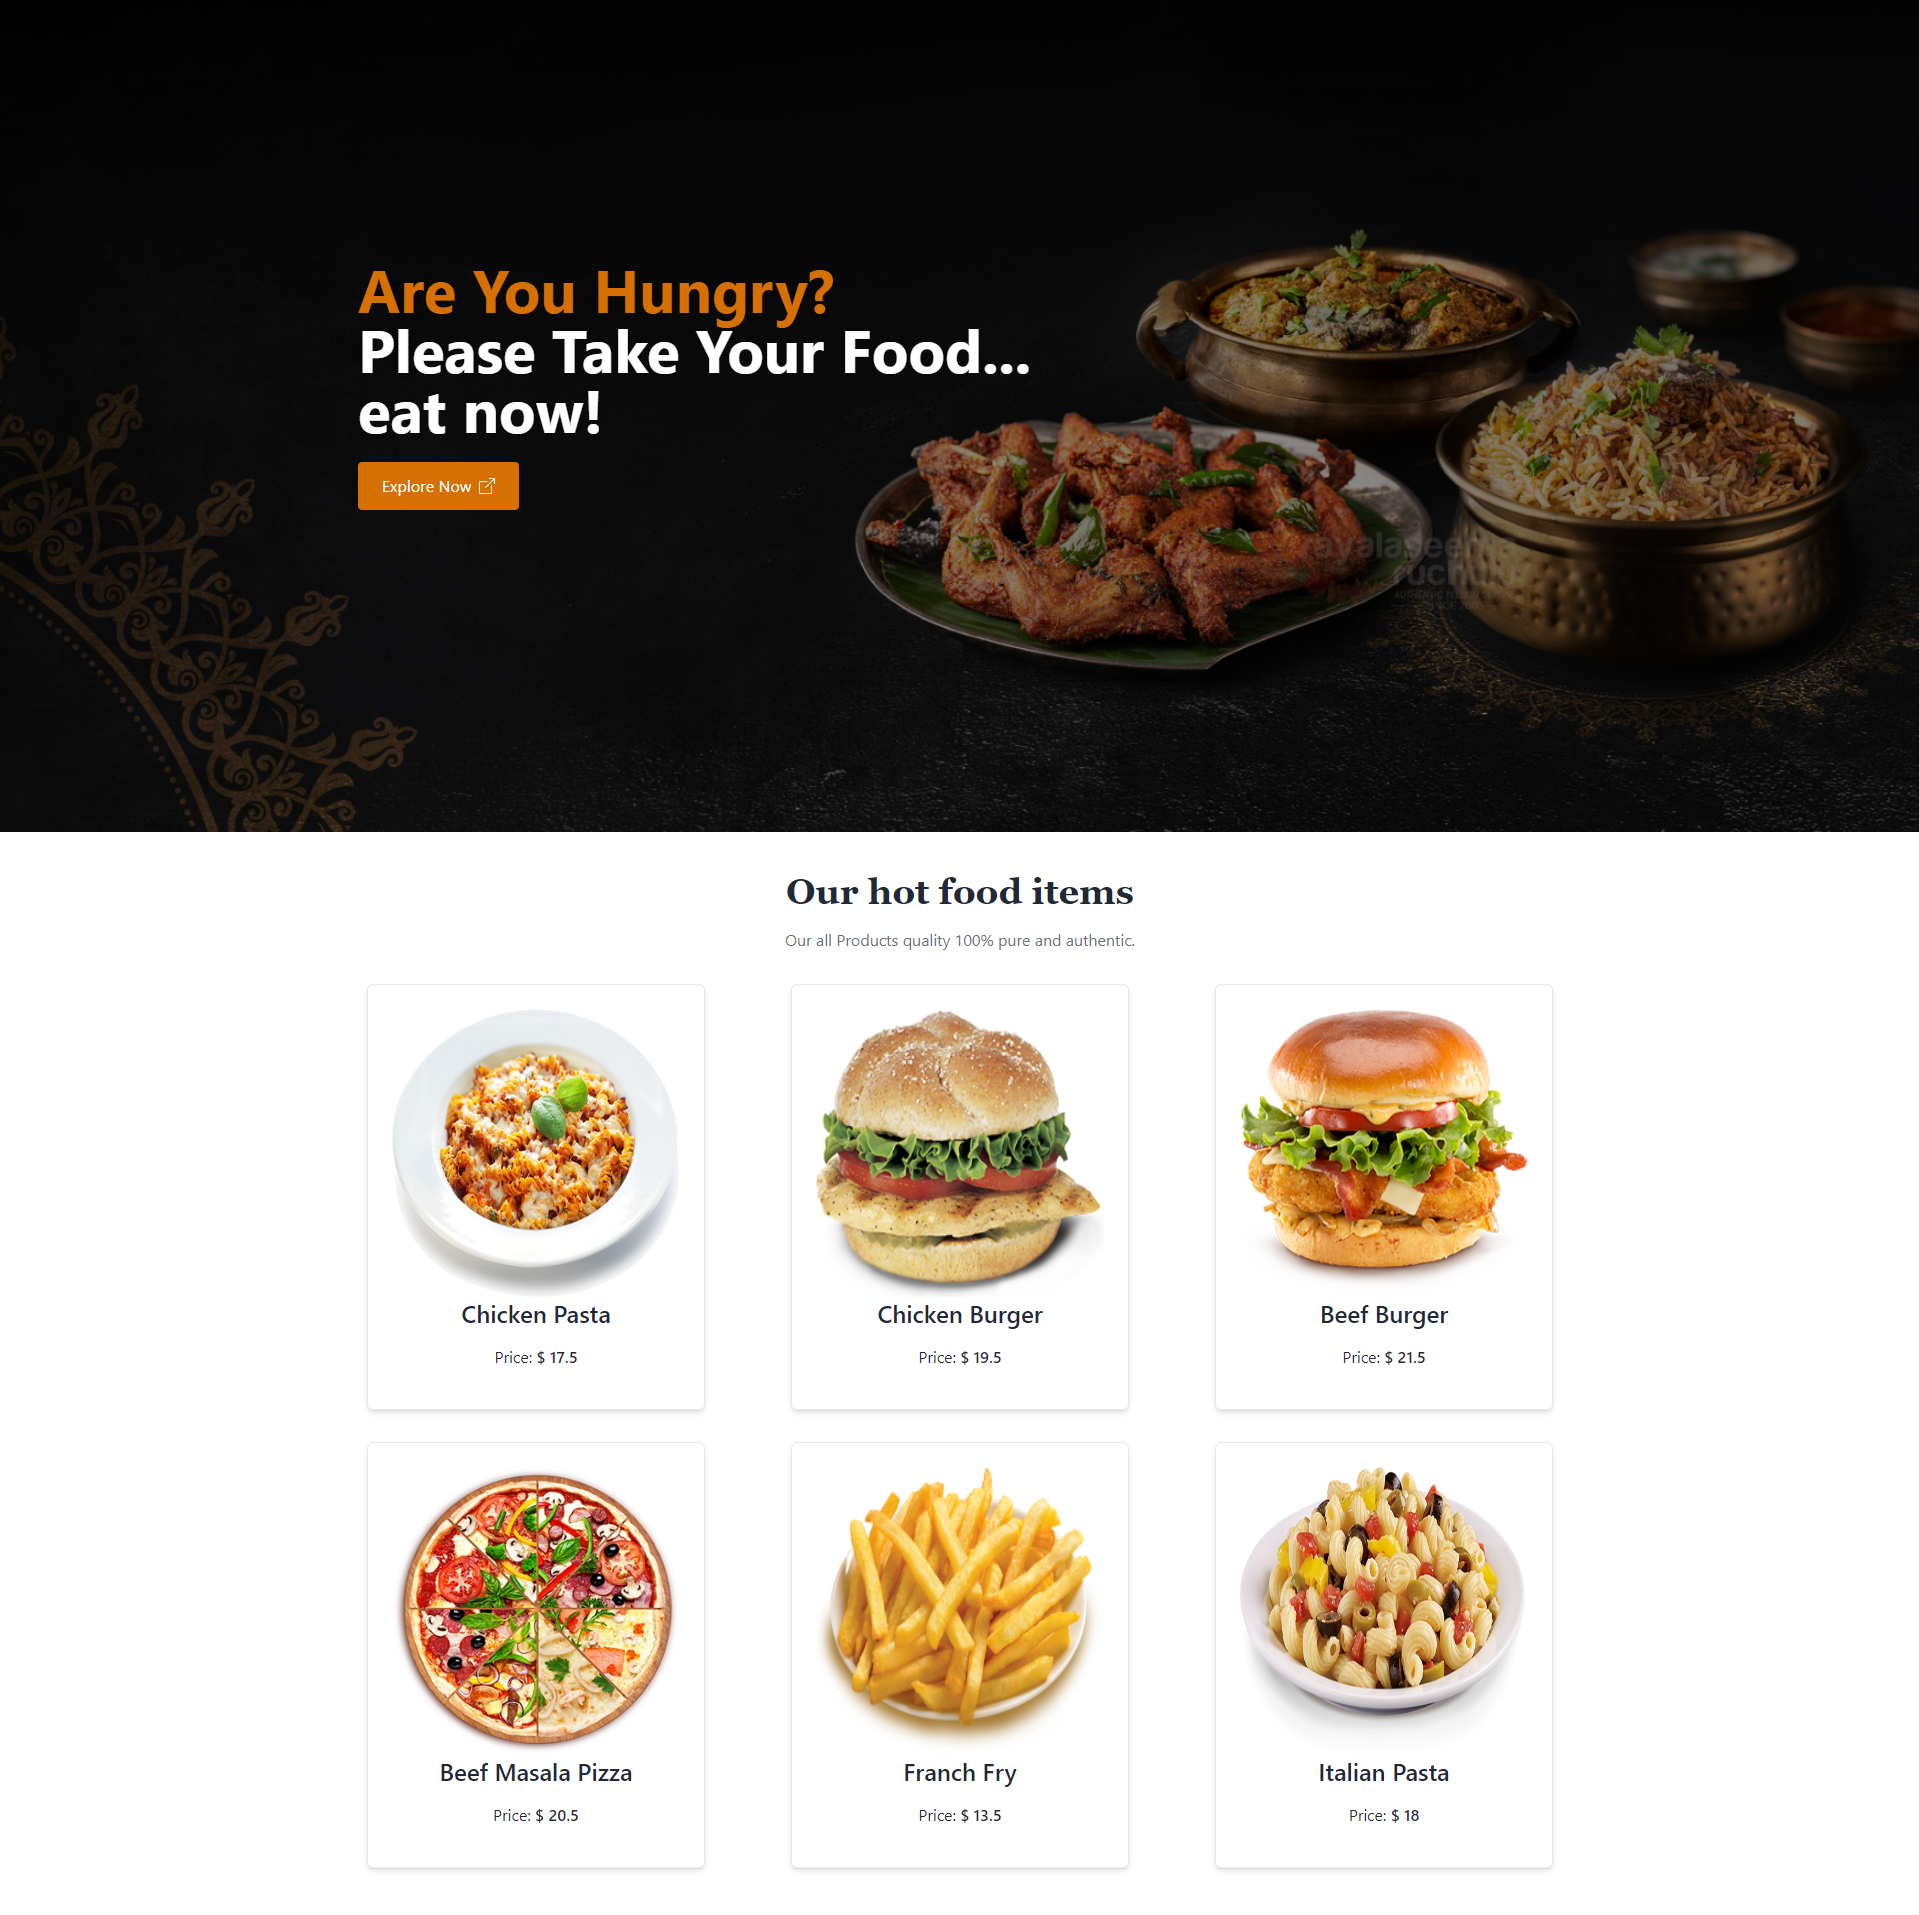 Are You Hungry?
Please Take Your Food...
eat now!
Explore Now
Our hot food items
Our all Products quality 100% pure and authentic.
Chicken Pasta
Price: $ 17.5
Chicken Burger
Price: $ 19.5
Beef Burger
Price: $ 21.5
Beef Masala Pizza
Price: $ 20.5
Franch Fry
Price: $ 13.5
Italian Pasta
Price: $ 18